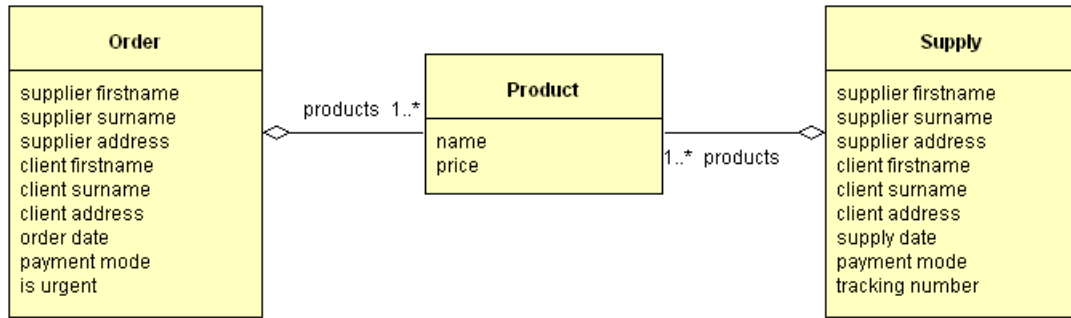 Order
supplier firstname
supplier surname
supplier address
client firstname
client surname
client address
order date
payment mode
is urgent
products 1..*
Product
name
price
1..* products
Supply
supplier firstname
supplier surname
supplier address
client firstname
client surname
client address
supply date
payment mode
tracking number